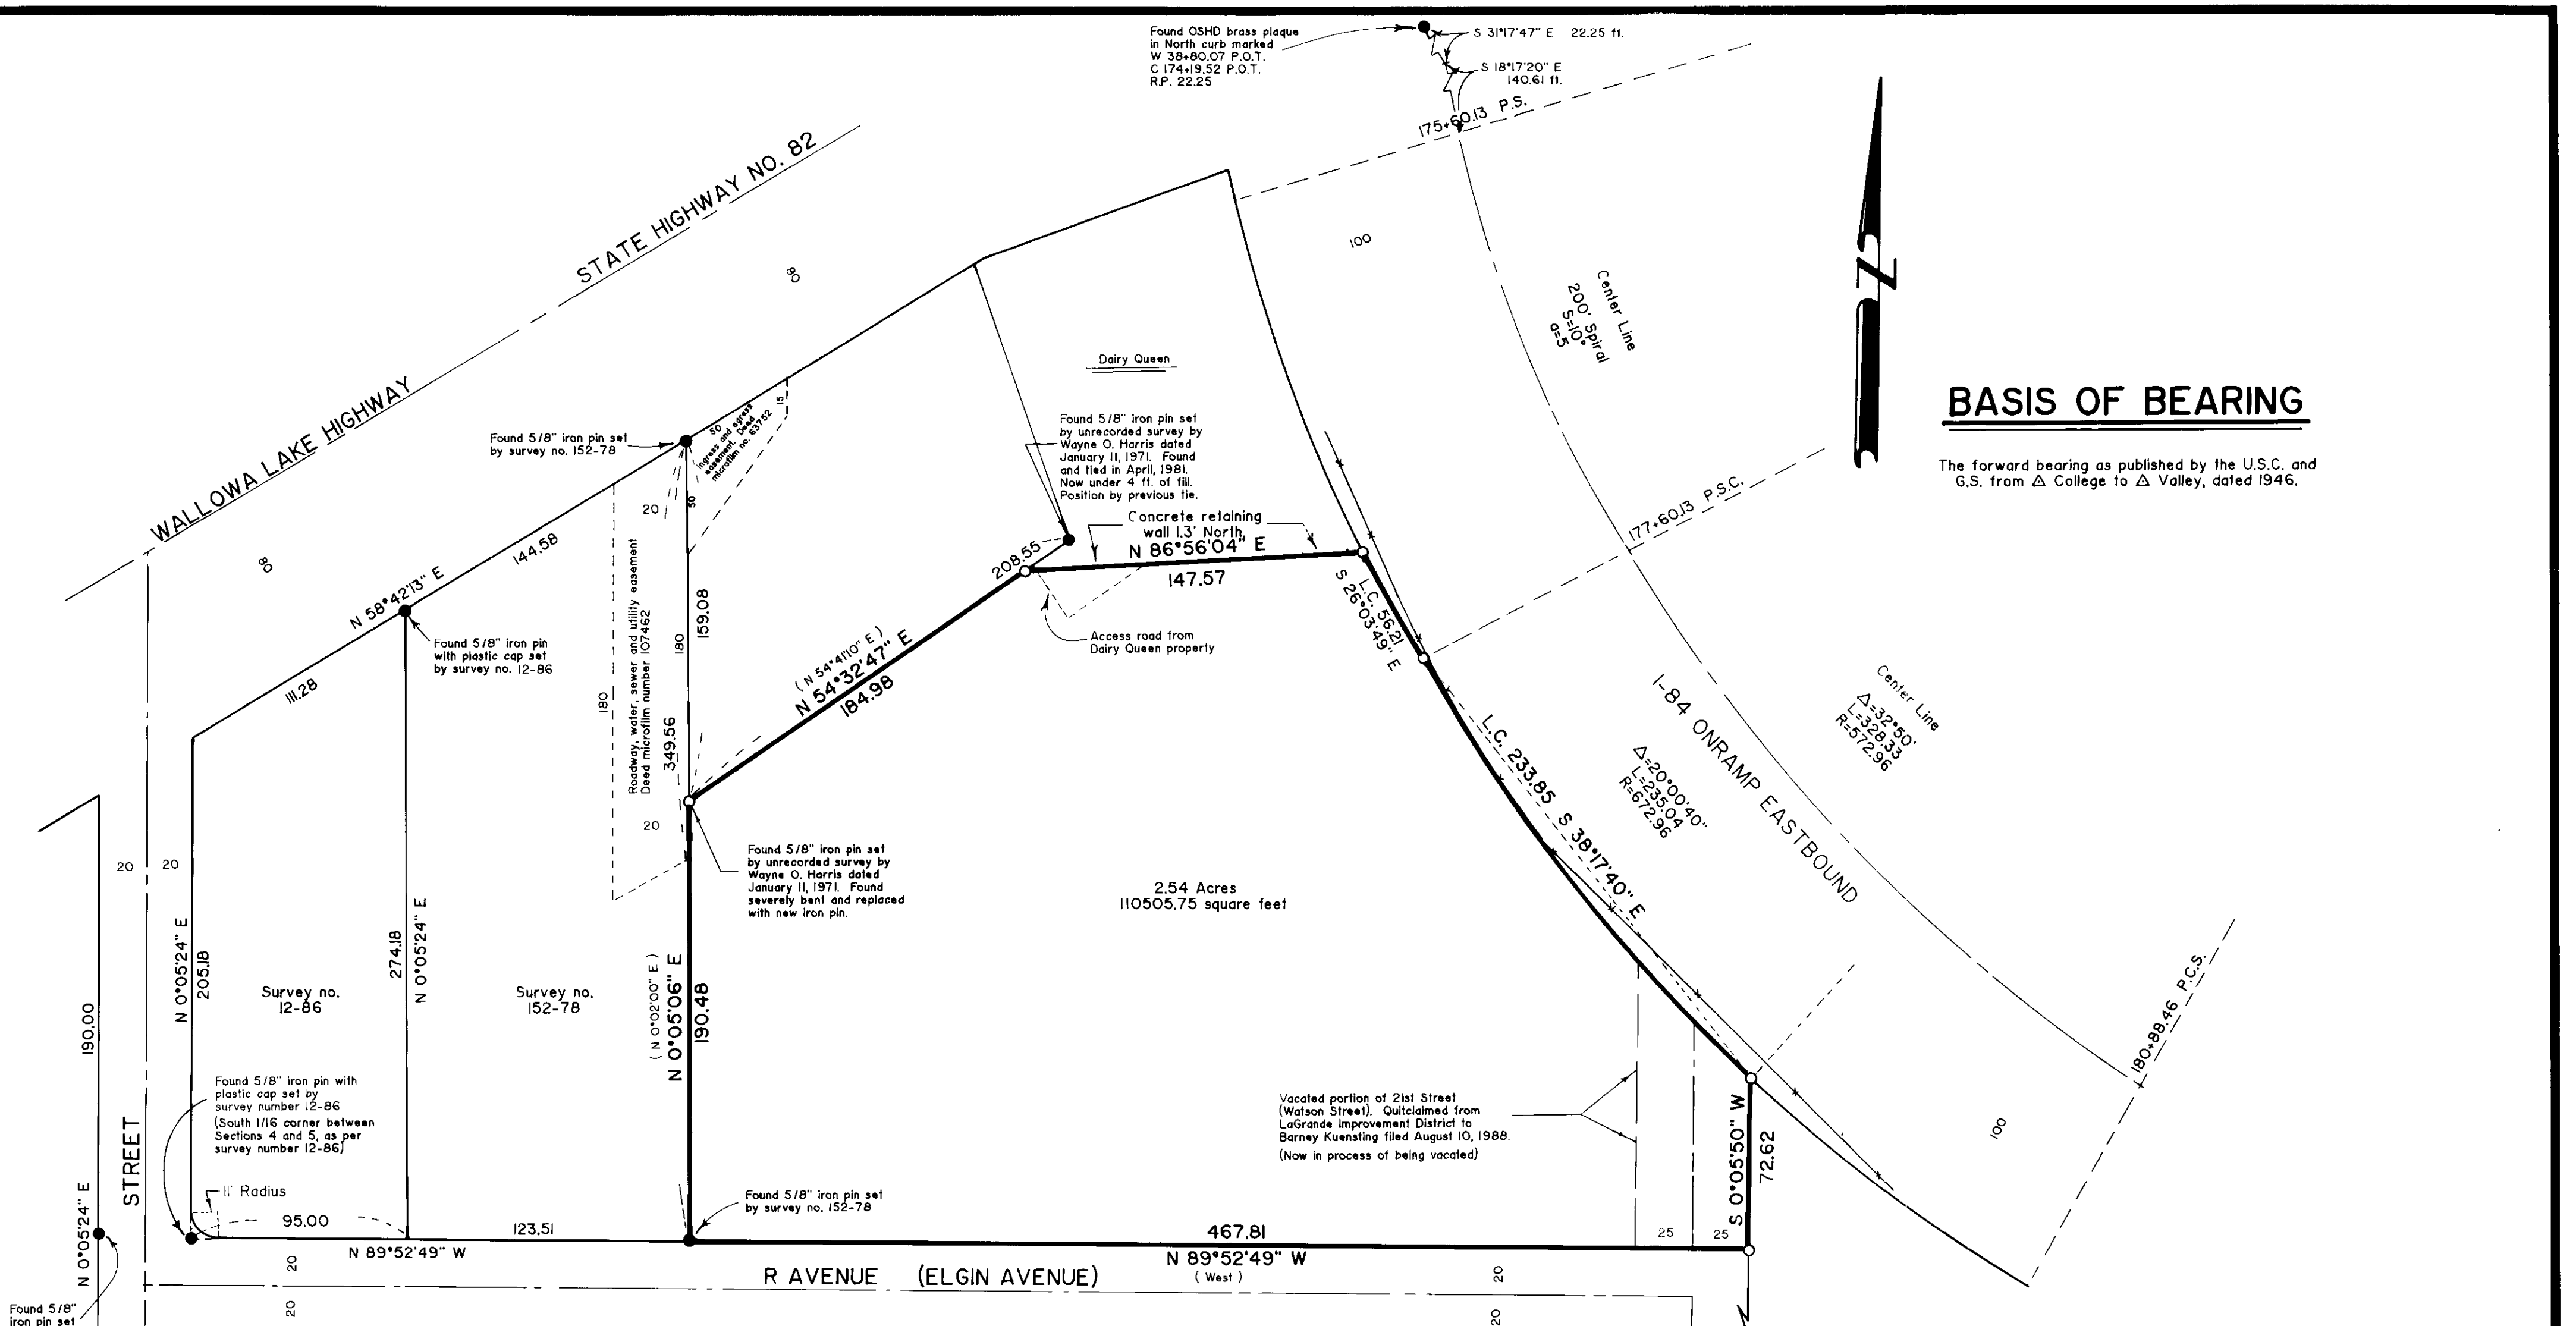 Found OSHD brass plaque
in North curb marked
W 38+80.07 P.O.T.
C 174+19.52 P.O.T.
R.P. 22.25
S 31°17'47" E 22.25 ft.
S 18°17'20" E
140.61 ft.
175+60.13 P.S.
STATE HIGHWAY NO. 82
WALLOWA LAKE HIGHWAY
80
80
100
Center Line
200' Spiral
S=10°
a=5
BASIS OF BEARING
The forward bearing as published by the U.S.C. and
G.S. from △ College to △ Valley, dated 1946.
Dairy Queen
Found 5/8" iron pin set
by unrecorded survey by
Wayne O. Harris dated
January 11, 1971. Found
and tied in April, 1981.
Now under 4 ft. of fill.
Position by previous tie.
Found 5/8" iron pin set
by survey no. 152-78
50
15
ingress and egress
easement. Deed
microfilm no. 63752
50
20
Concrete retaining
wall 1.3' North
N 86°56'04" E
147.57
208.55
177+60.13 P.S.C.
144.58
N 58°42'13" E
111.28
Found 5/8" iron pin
with plastic cap set
by survey no. 12-86
Roadway, water, sewer and utility easement
Deed microfilm number 107462
180
180
159.08
349.56
20
(N 54°41'10" E)
N 54°32'47" E
184.98
Access road from
Dairy Queen property
L.C. 56.21
S 26°03'49" E
L.C. 233.85 S 38°17'40" E
Center Line
△=32°50'
L=328.33
R=572.96
△=20°00'40"
L=235.04
R=672.96
I-84 ONRAMP EASTBOUND
Found 5/8" iron pin set
by unrecorded survey by
Wayne O. Harris dated
January 11, 1971. Found
severely bent and replaced
with new iron pin.
2.54 Acres
110505.75 square feet
20
20
N 0°05'24" E
205.18
274.18
N 0°05'24" E
Survey no.
12-86
Survey no.
152-78
(N 0°02'00" E)
N 0°05'06" E
190.48
190.00
180+88.46 P.C.S.
100
Found 5/8" iron pin with
plastic cap set by
survey number 12-86
(South 1/16 corner between
Sections 4 and 5, as per
survey number 12-86)
Vacated portion of 21st Street
(Watson Street). Quitclaimed from
LaGrande Improvement District to
Barney Kuensting filed August 10, 1988.
(Now in process of being vacated)
S 0°05'50" W
72.62
STREET
N 0°05'24" E
11' Radius
95.00
123.51
Found 5/8" iron pin set
by survey no. 152-78
467.81
25
25
N 89°52'49" W
N 89°52'49" W
(West)
R AVENUE (ELGIN AVENUE)
20
20
20
20
Found 5/8"
iron pin set